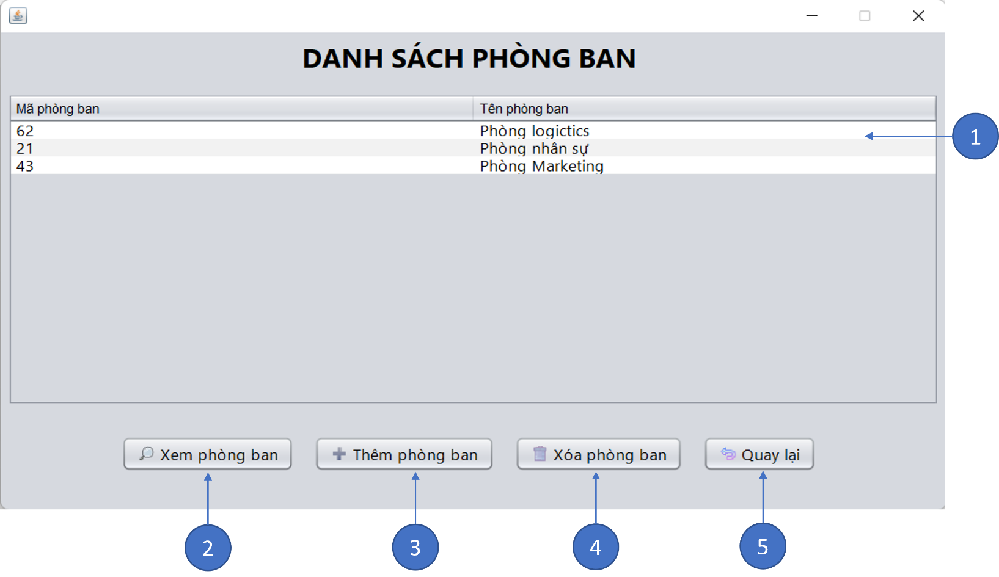 DANH SÁCH PHÒNG BAN
Mã phòng ban Tên phòng ban
62 Phòng logictics
1
21 Phòng nhân sự
43 Phòng Marketing
Xem phòng ban Thêm phòng ban Xóa phòng ban Quay lại
2 3 4 5